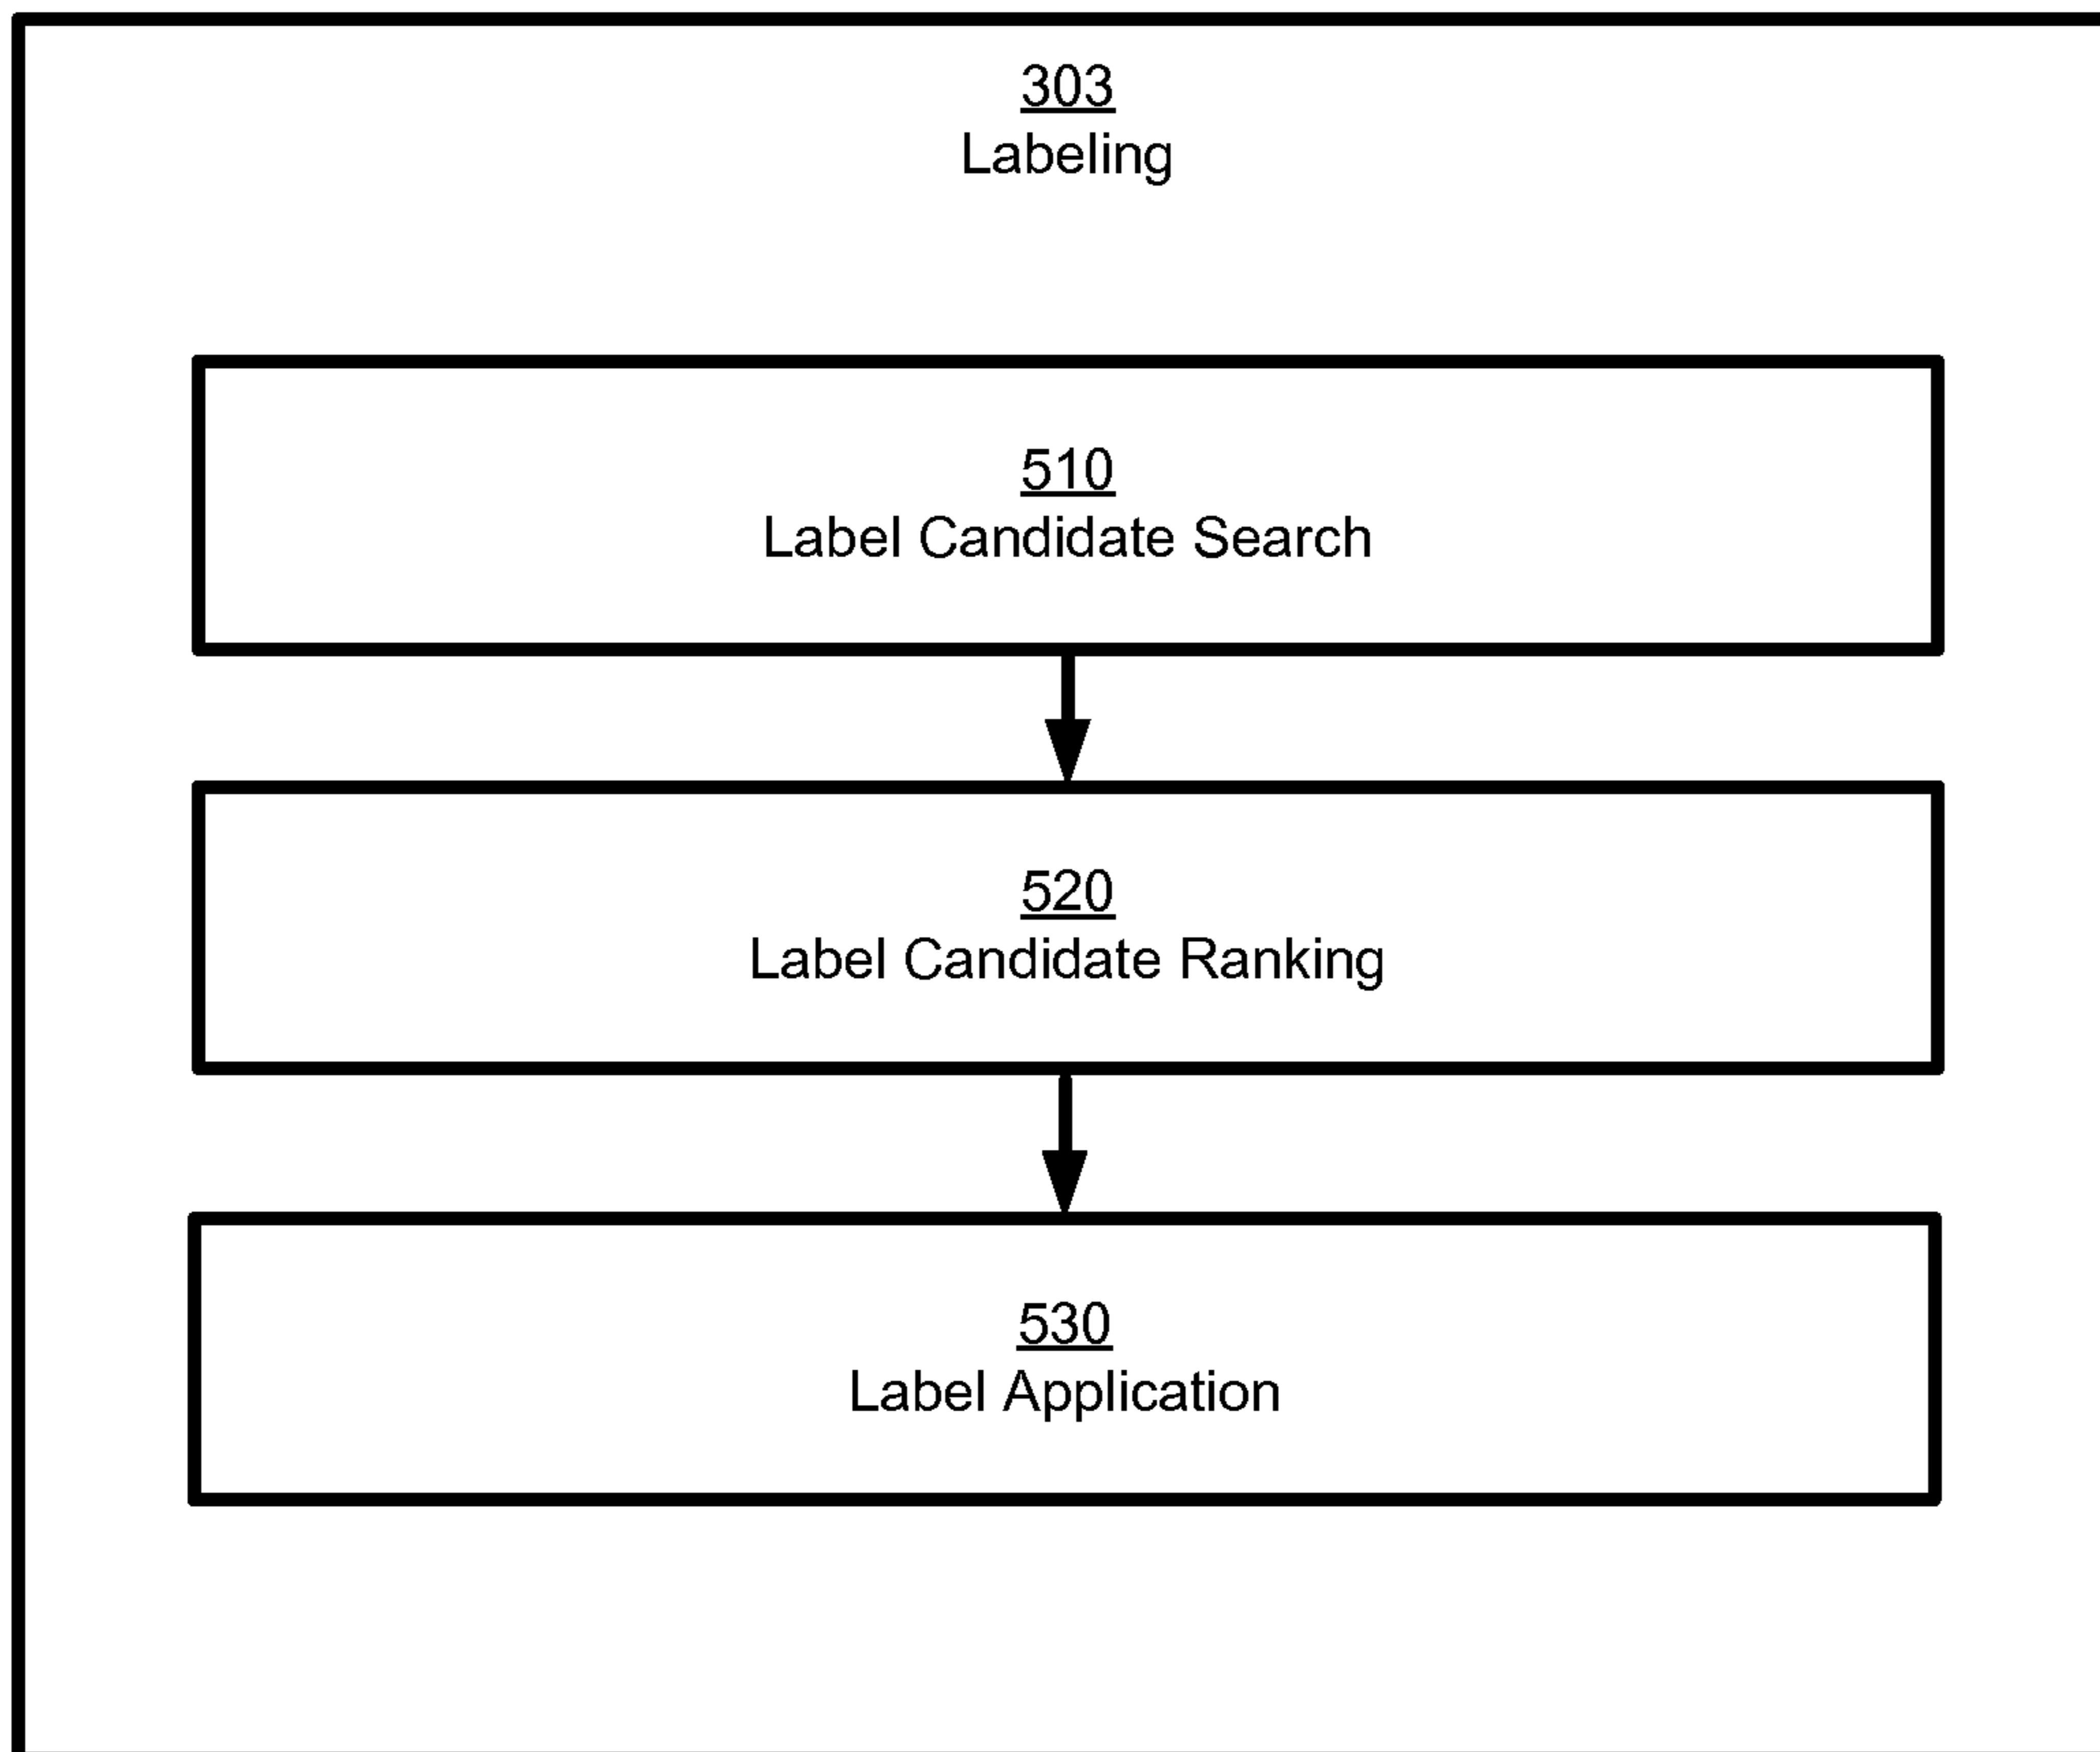 303
Labeling
510
Label Candidate Search
520
Label Candidate Ranking
530
Label Application